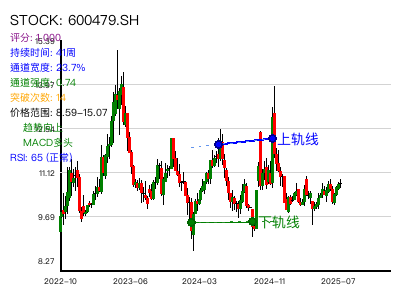 STOCK: 600479.SH
评分: 1.000
15.39
持续时间: 41周
通道宽度: 23.7%
通道强度: 0.74
突破次数: 14
价格范围: 8.59-15.07
趋势向上
MACD多头
RSI: 65 (正常)
上轨线
11.12
9.69
下轨线
8.27
2022-10
2023-06
2024-03
2024-11
2025-07